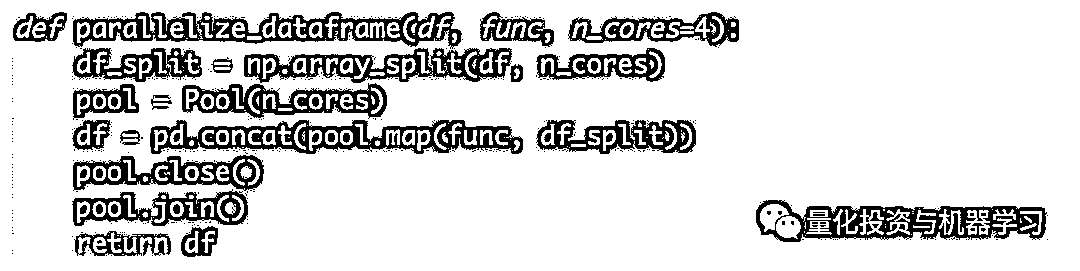 def parallelize_dataframe(df, func, n_cores=4):
    df_split = np.array_split(df, n_cores)
    pool = Pool(n_cores)
    df = pd.concat(pool.map(func, df_split))
    pool.close()
    pool.join()
    return df
量化投资与机器学习